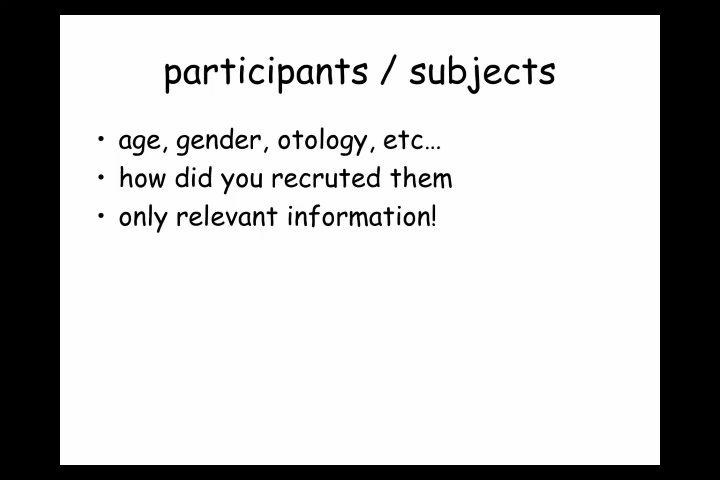 participants / subjects
• age, gender, otology, etc…
• how did you recruted them
• only relevant information!